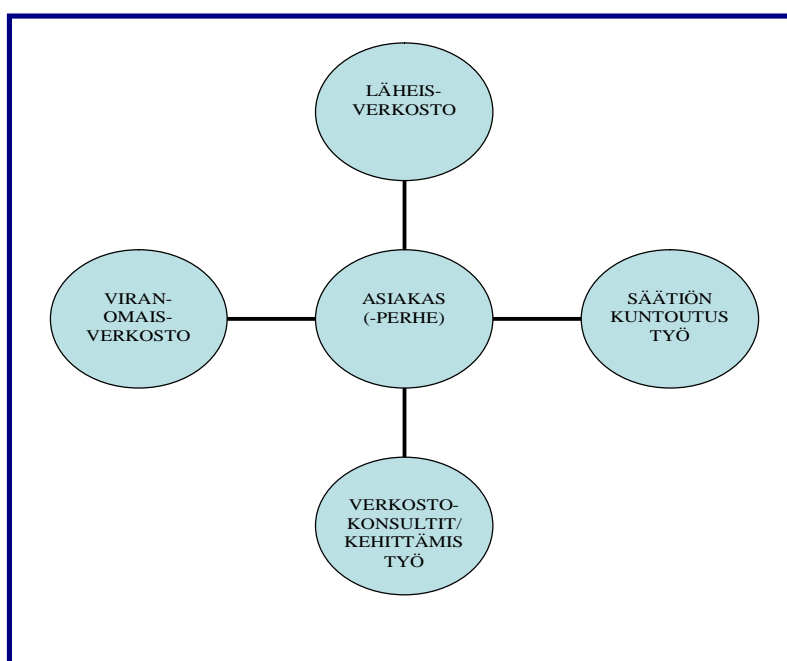 LÄHEIS-
VERKOSTO
VIRAN-
OMAIS-
VERKOSTO
ASIAKAS
(-PERHE)
SÄÄTIÖN
KUNTOUTUS
TYÖ
VERKOSTO-
KONSULTIT/
KEHITTÄMIS
TYÖ